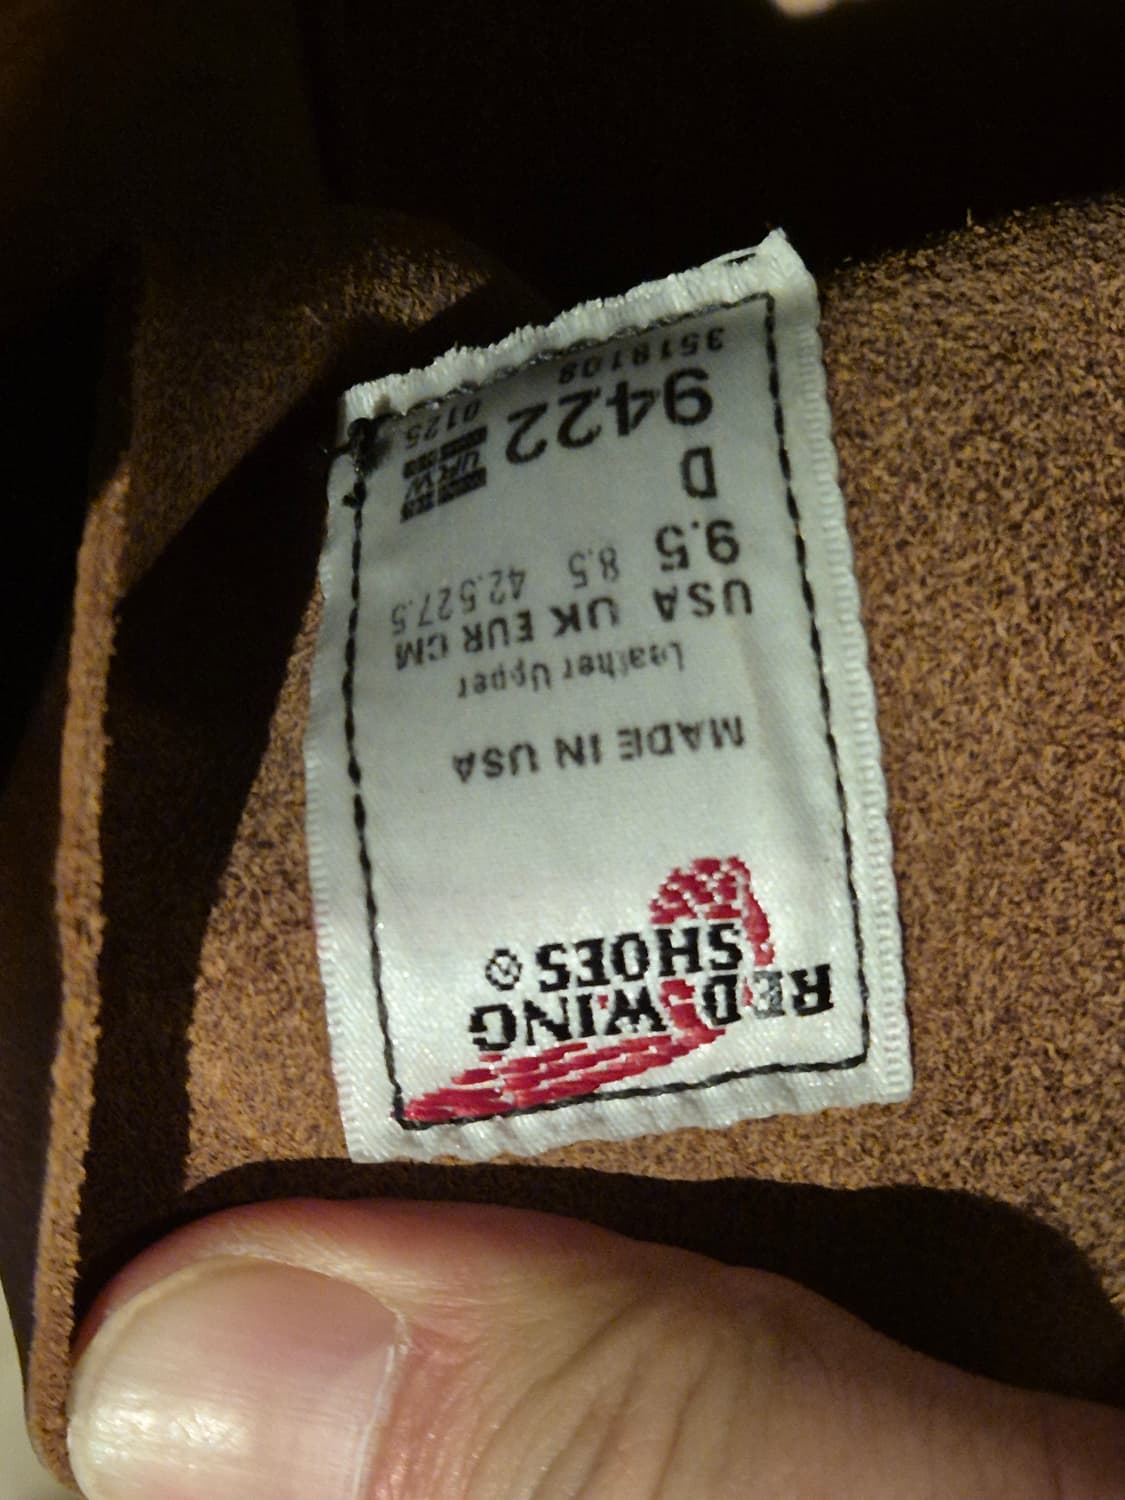 RED WING
SHOES ®
MADE IN USA
Leather Upper
USA UK EUR CM
9.5 8.5 42.5 27.5
D
9422
0125